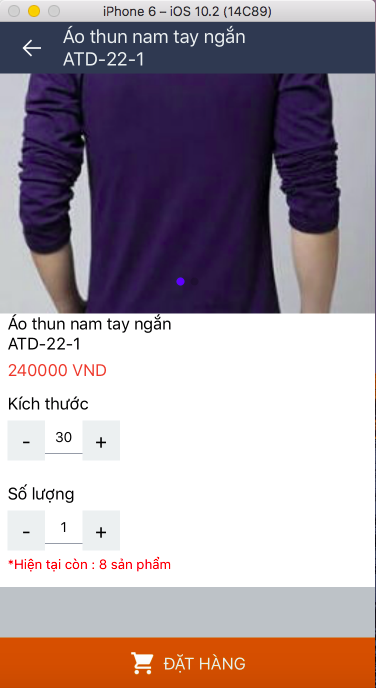 iPhone 6 – iOS 10.2 (14C89)
Áo thun nam tay ngắn
ATD-22-1
Áo thun nam tay ngắn
ATD-22-1
240000 VND
Kích thước
- 30 +
Số lượng
- 1 +
*Hiện tại còn : 8 sản phẩm
ĐẶT HÀNG